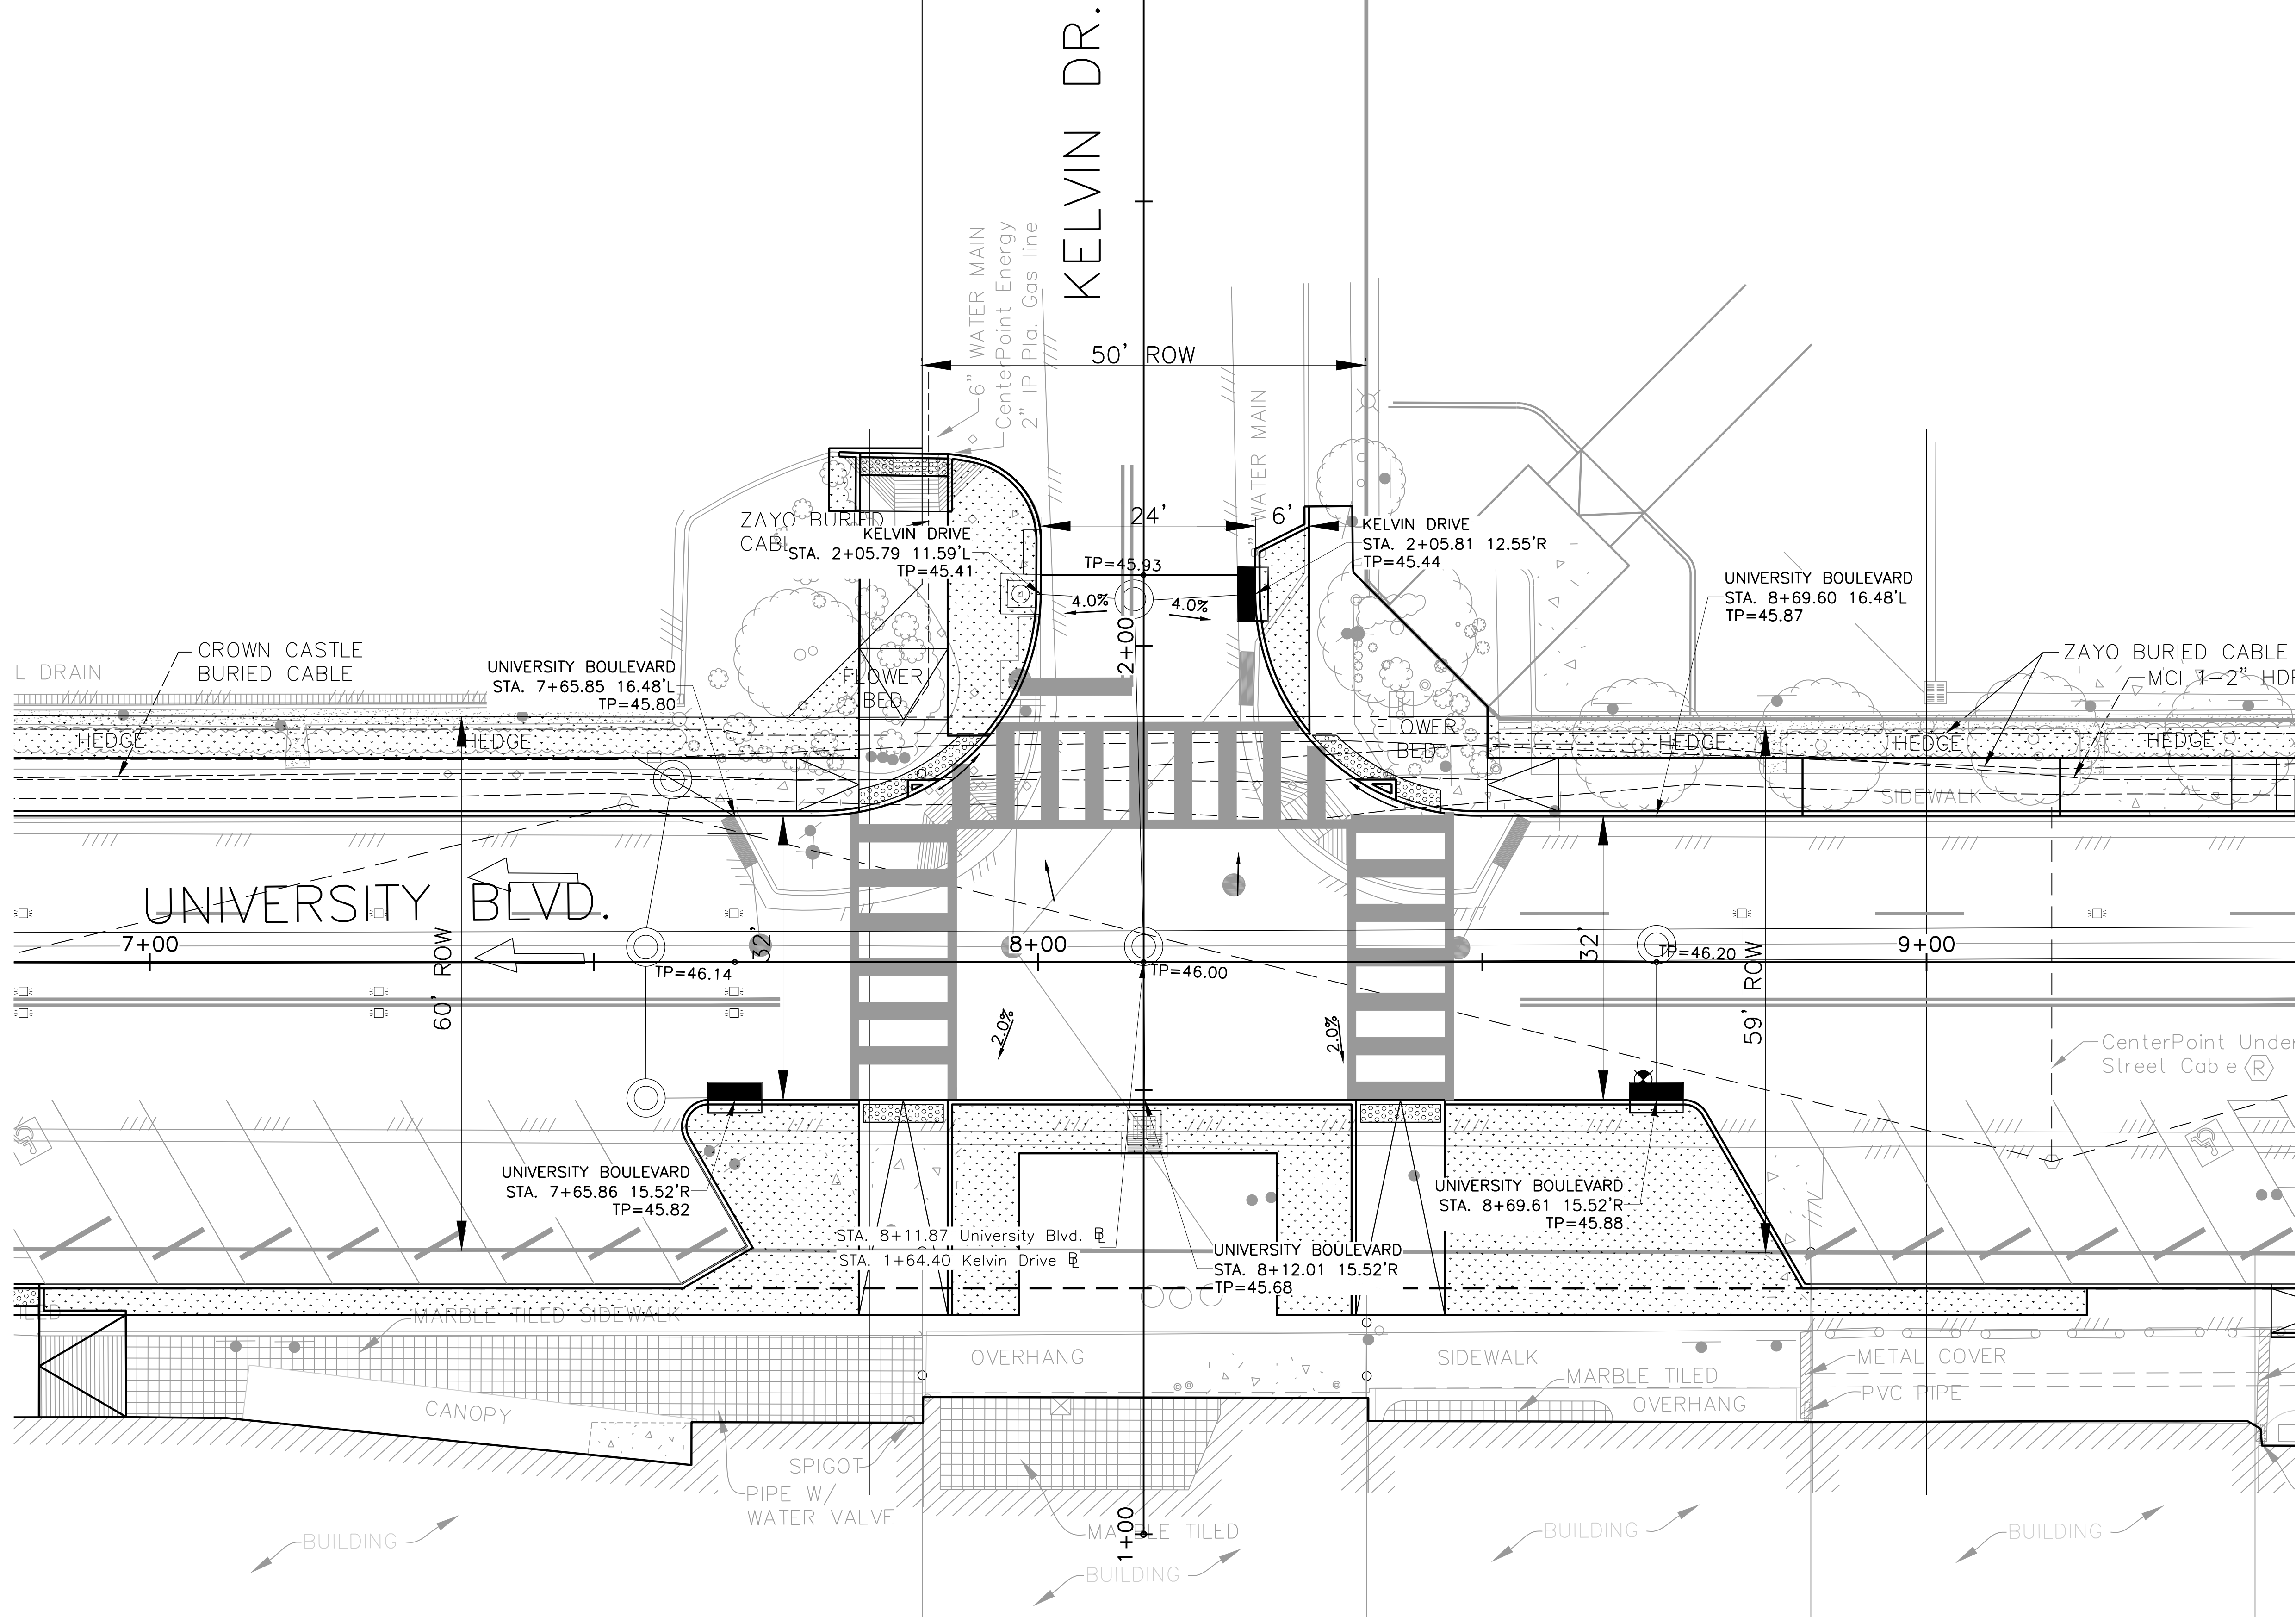 KELVIN DR.
6" WATER MAIN
CenterPoint Energy
2" IP Pla. Gas line
50' ROW
WATER MAIN
24'
6'
ZAYO BURIED
KELVIN DRIVE
STA. 2+05.79 11.59'L
TP=45.41
TP=45.93
KELVIN DRIVE
STA. 2+05.81 12.55'R
TP=45.44
4.0%
4.0%
2+00
UNIVERSITY BOULEVARD
STA. 8+69.60 16.48'L
TP=45.87
L DRAIN
CROWN CASTLE
BURIED CABLE
UNIVERSITY BOULEVARD
STA. 7+65.85 16.48'L
TP=45.80
FLOWER
BED
FLOWER
BED
ZAYO BURIED CABLE
MCI 1-2" HD
HEDGE
HEDGE
HEDGE
HEDGE
HEDGE
SIDEWALK
UNIVERSITY BLVD.
7+00
60' ROW
32'
TP=46.14
8+00
TP=46.00
32'
TP=46.20
59' ROW
9+00
2.0%
2.0%
CenterPoint Under
Street Cable R
UNIVERSITY BOULEVARD
STA. 7+65.86 15.52'R
TP=45.82
UNIVERSITY BOULEVARD
STA. 8+69.61 15.52'R
TP=45.88
STA. 8+11.87 University Blvd. BL
STA. 1+64.40 Kelvin Drive BL
UNIVERSITY BOULEVARD
STA. 8+12.01 15.52'R
TP=45.68
MARBLE TILED SIDEWALK
OVERHANG
SIDEWALK
METAL COVER
MARBLE TILED
OVERHANG
PVC PIPE
CANOPY
SPIGOT
PIPE W/
WATER VALVE
1+00
TILED
BUILDING
BUILDING
BUILDING
BUILDING